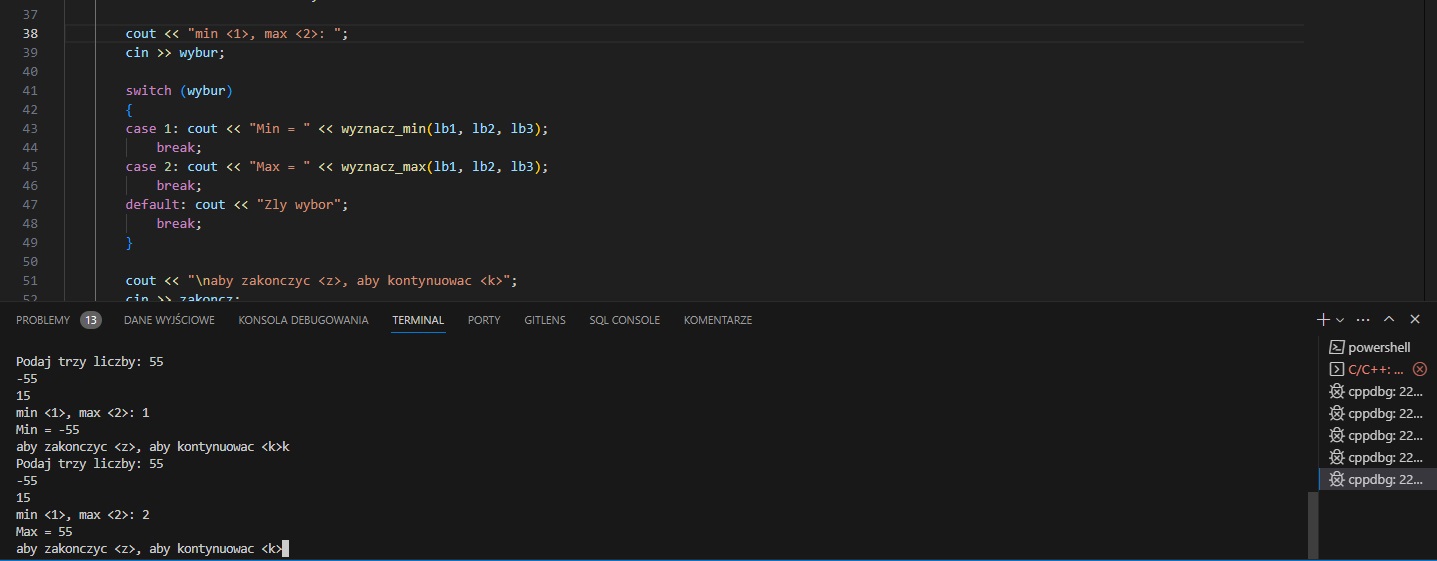 37
38 cout << "min <1>, max <2>: ";
39 cin >> wybur;
40
41 switch (wybur)
42 {
43 case 1: cout << "Min = " << wyznacz_min(lb1, lb2, lb3);
44 break;
45 case 2: cout << "Max = " << wyznacz_max(lb1, lb2, lb3);
46 break;
47 default: cout << "Zly wybor";
48 break;
49 }
50
51 cout << "\naby zakonczyc <z>, aby kontynuowac <k>";
52 cin >> zakoncz;
PROBLEMY 13 DANE WYJŚCIOWE KONSOLA DEBUGOWANIA TERMINAL PORTY GITLENS SQL CONSOLE KOMENTARZE
Podaj trzy liczby: 55
-55
15
min <1>, max <2>: 1
Min = -55
aby zakonczyc <z>, aby kontynuowac <k>k
Podaj trzy liczby: 55
-55
15
min <1>, max <2>: 2
Max = 55
aby zakonczyc <z>, aby kontynuowac <k>
powershell
C/C++: ...
cppdbg: 22...
cppdbg: 22...
cppdbg: 22...
cppdbg: 22...
cppdbg: 22...